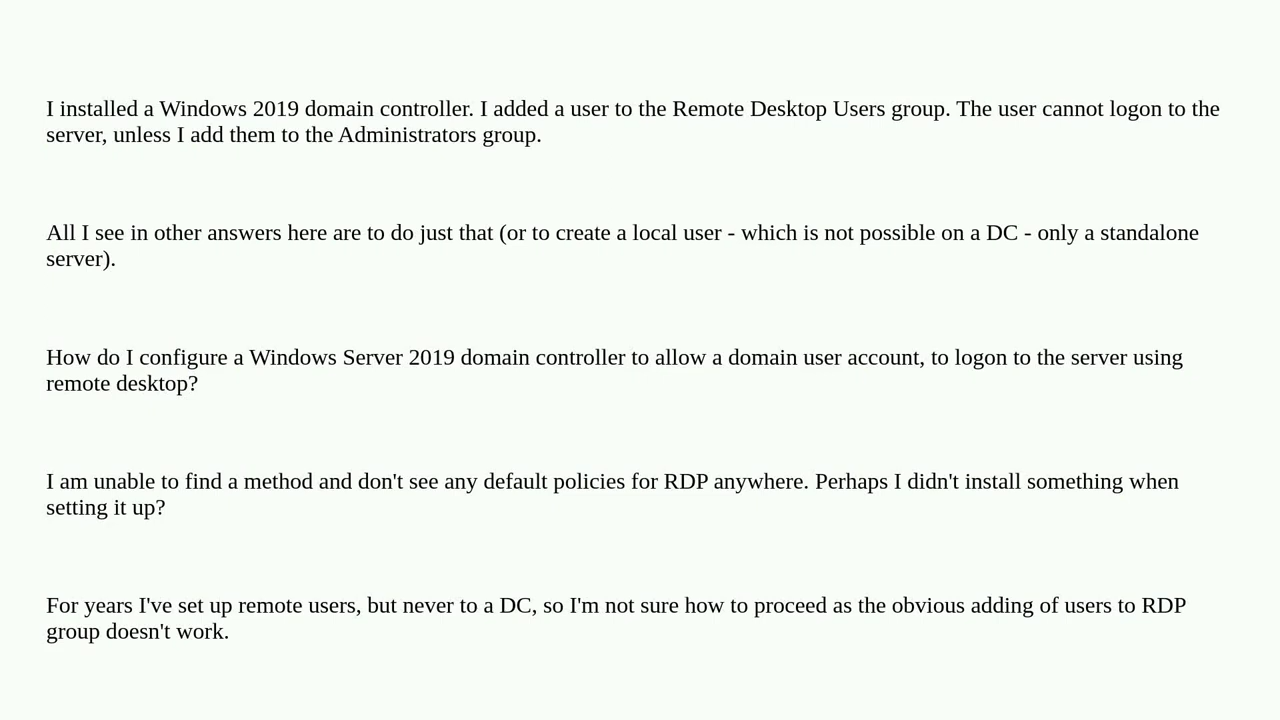 I installed a Windows 2019 domain controller. I added a user to the Remote Desktop Users group. The user cannot logon to the
server, unless I add them to the Administrators group.
All I see in other answers here are to do just that (or to create a local user - which is not possible on a DC - only a standalone
server).
How do I configure a Windows Server 2019 domain controller to allow a domain user account, to logon to the server using
remote desktop?
I am unable to find a method and don't see any default policies for RDP anywhere. Perhaps I didn't install something when
setting it up?
For years I've set up remote users, but never to a DC, so I'm not sure how to proceed as the obvious adding of users to RDP
group doesn't work.